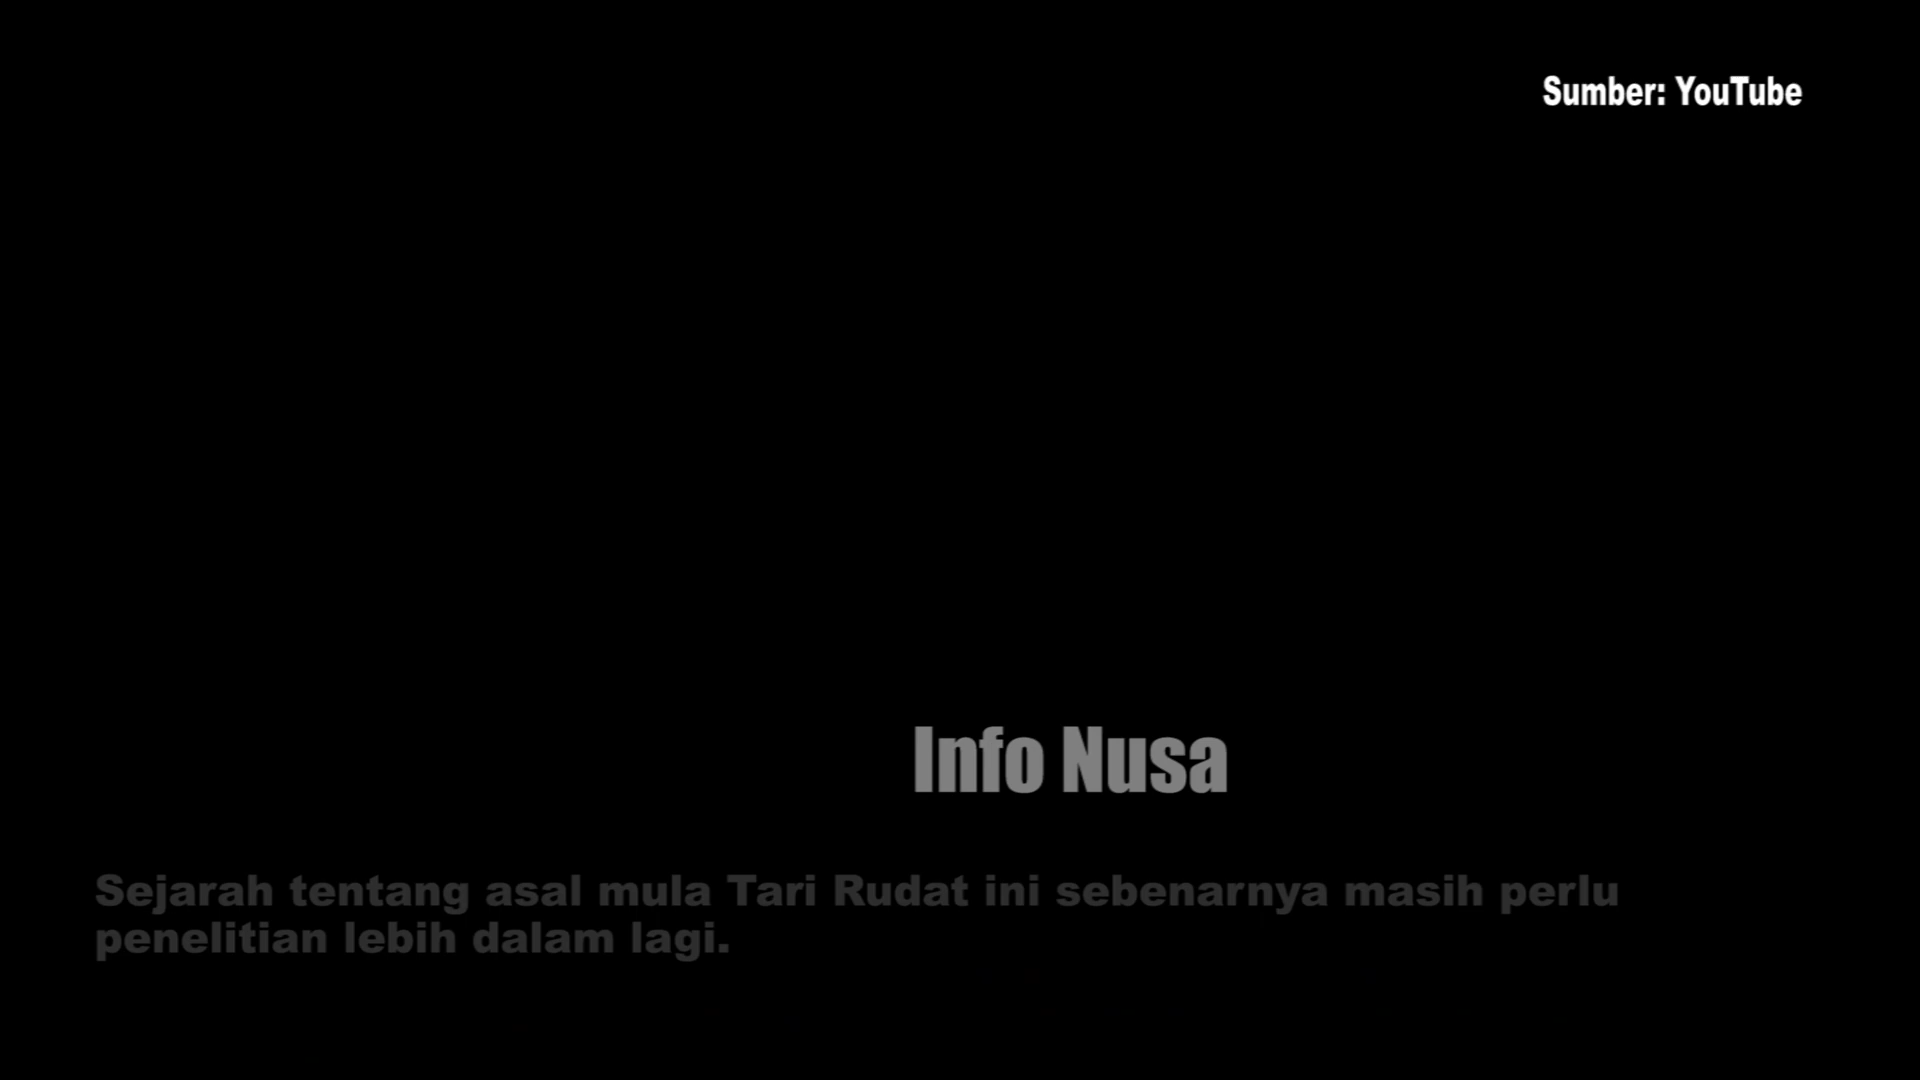 Sumber: YouTube
Info Nusa
Sejarah tentang asal mula Tari Rudat ini sebenarnya masih perlu
penelitian lebih dalam lagi.